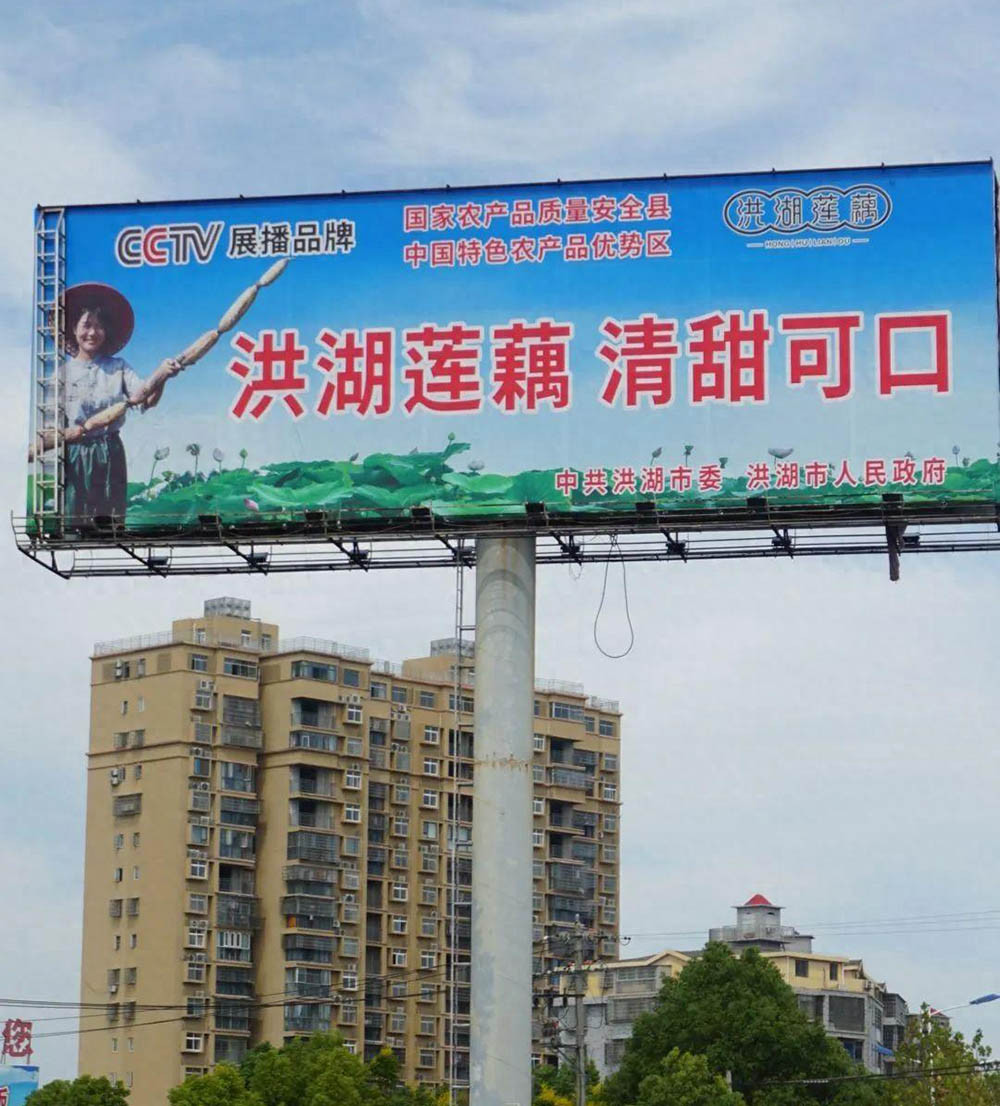 CCTV 展播品牌
国家农产品质量安全县
中国特色农产品优势区
洪湖莲藕
HONG|HU|LIAN|OU
洪湖莲藕 清甜可口
中共洪湖市委 洪湖市人民政府
您